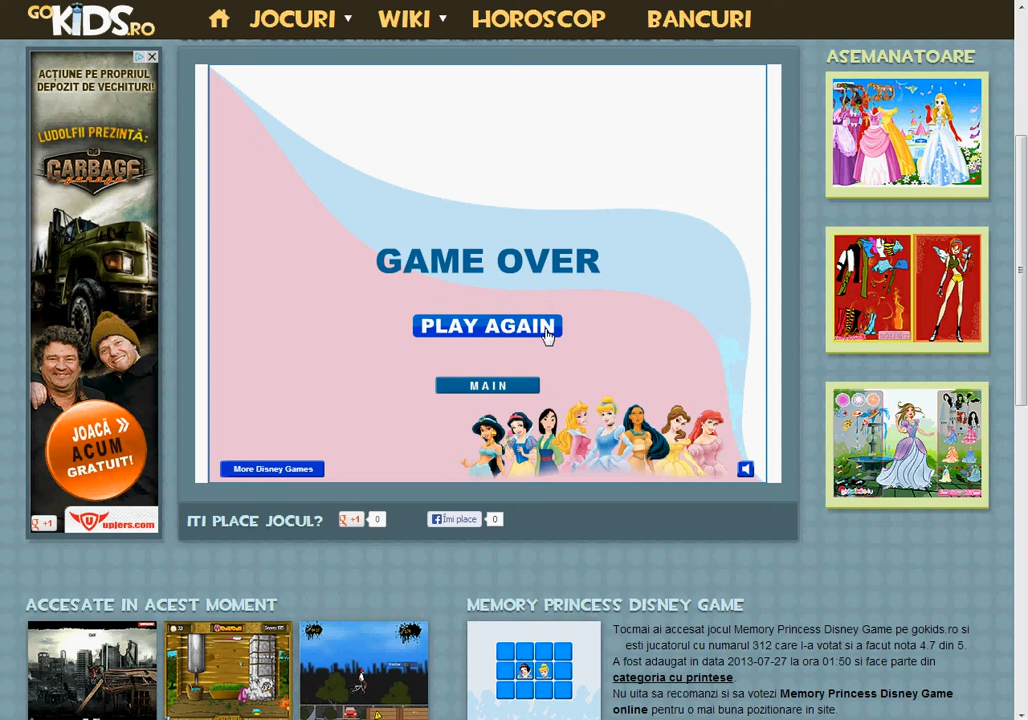 GO KiDS.RO
JOCURI
WIKI
HOROSCOP
BANCURI
ACȚIUNE PE PROPRIUL
DEPOZIT DE VECHITURI!
LUDOLFII PREZINTĂ:
GARBAGE
garage
JOACĂ
ACUM
GRATUIT!
+1
upjers.com
GAME OVER
PLAY AGAIN
MAIN
More Disney Games
ITI PLACE JOCUL?
+1 0
Îmi place 0
ASEMANATOARE
ACCESATE IN ACEST MOMENT
MEMORY PRINCESS DISNEY GAME
Tocmai ai accesat jocul Memory Princess Disney Game pe gokids.ro si
esti jucatorul cu numarul 312 care l-a votat si a facut nota 4.7 din 5.
A fost adaugat in data 2013-07-27 la ora 01:50 si face parte din
categoria cu printese.
Nu uita sa recomanzi si sa votezi Memory Princess Disney Game
online pentru o mai buna pozitionare in site.